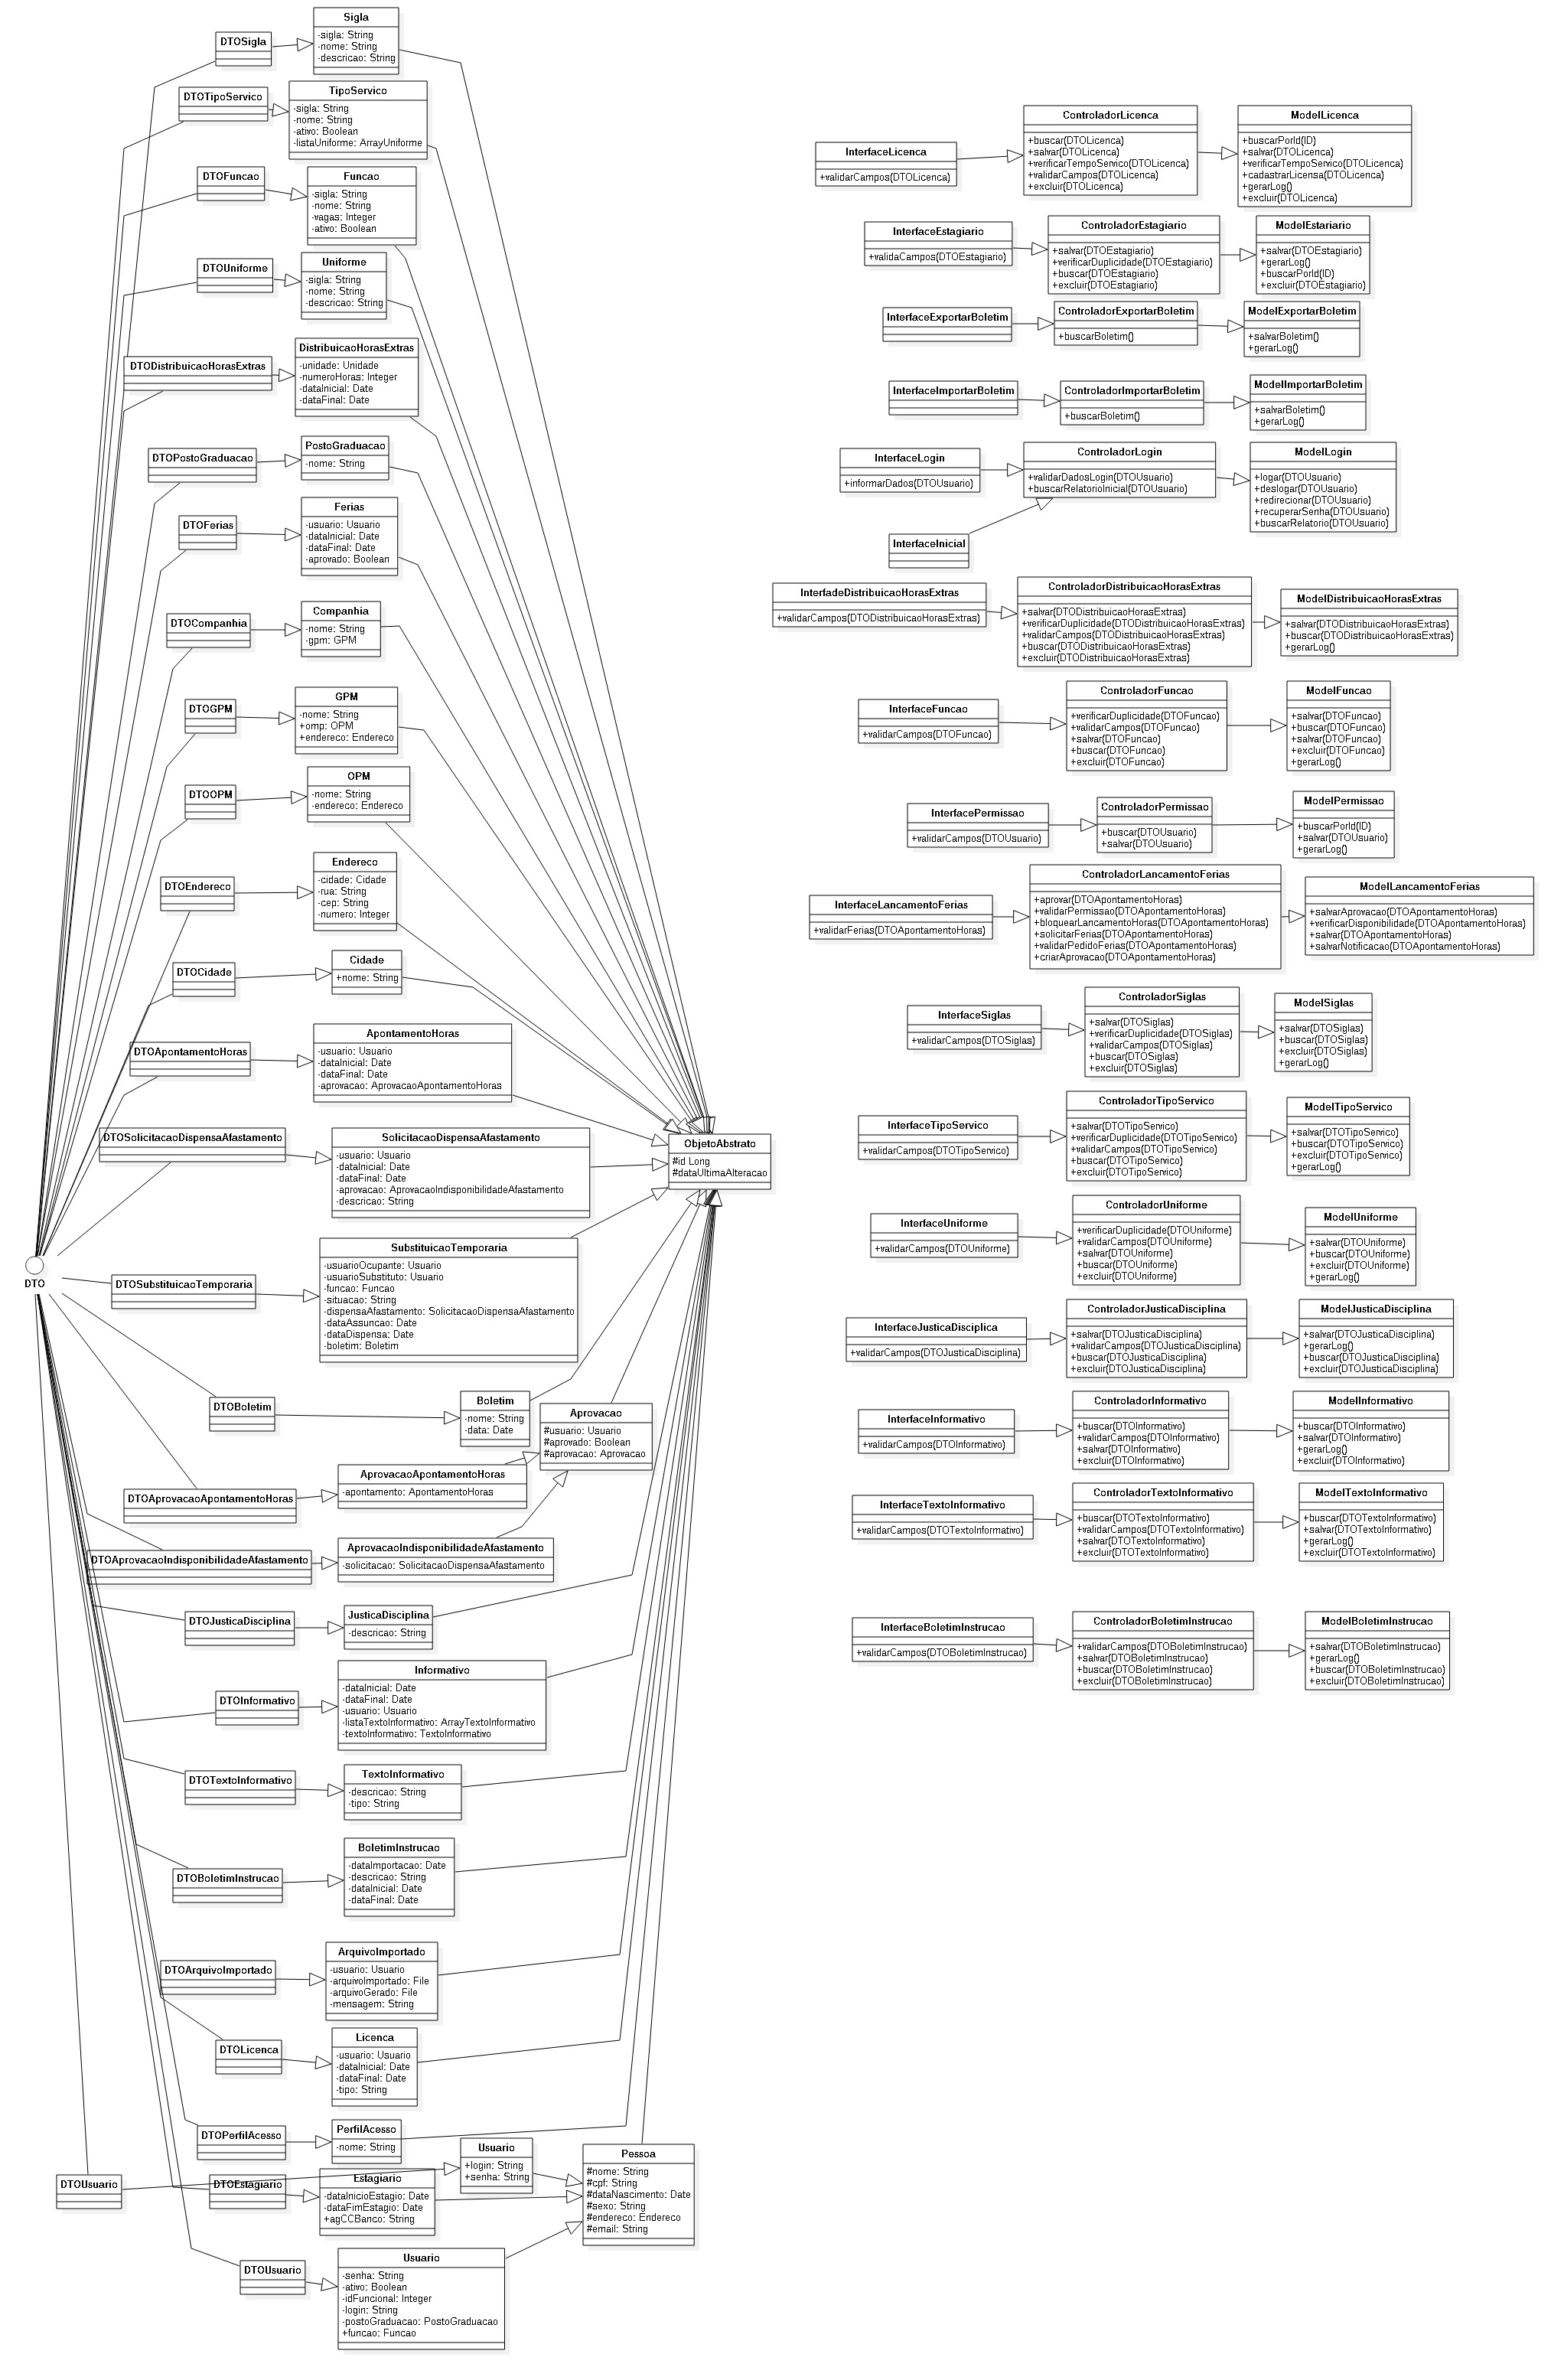 DTOSigla
Sigla
-sigla: String
-nome: String
-descricao: String
DTOTipoServico
TipoServico
-sigla: String
-nome: String
-ativo: Boolean
-listaUniforme: ArrayUniforme
DTOFuncao
Funcao
-sigla: String
-nome: String
-vagas: Integer
-ativo: Boolean
DTOUniforme
Uniforme
-sigla: String
-nome: String
-descricao: String
DTODistribuicaoHorasExtras
DistribuicaoHorasExtras
-unidade: Unidade
-numeroHoras: Integer
-dataInicial: Date
-dataFinal: Date
DTOPostoGraduacao
PostoGraduacao
-nome: String
DTOFerias
Ferias
-usuario: Usuario
-dataInicial: Date
-dataFinal: Date
-aprovado: Boolean
DTOCompanhia
Companhia
-nome: String
-gpm: GPM
DTOGPM
GPM
-nome: String
+omp: OPM
+endereco: Endereco
DTOOPM
OPM
-nome: String
-endereco: Endereco
DTOEndereco
Endereco
-cidade: Cidade
-rua: String
-cep: String
-numero: Integer
DTOCidade
Cidade
+nome: String
DTOApontamentoHoras
ApontamentoHoras
-usuario: Usuario
-dataInicial: Date
-dataFinal: Date
-aprovacao: AprovacaoApontamentoHoras
DTOSolicitacaoDispensaAfastamento
SolicitacaoDispensaAfastamento
-usuario: Usuario
-dataInicial: Date
-dataFinal: Date
-aprovacao: AprovacaoIndisponibilidadeAfastamento
-descricao: String
ObjetoAbstrato
#id Long
#dataUltimaAlteracao
DTO
DTOSubstituicaoTemporaria
SubstituicaoTemporaria
-usuarioOcupante: Usuario
-usuarioSubstituto: Usuario
-funcao: Funcao
-situacao: String
-dispensaAfastamento: SolicitacaoDispensaAfastamento
-dataAssuncao: Date
-dataDispensa: Date
-boletim: Boletim
DTOBoletim
Boletim
-nome: String
-data: Date
Aprovacao
#usuario: Usuario
#aprovado: Boolean
#aprovacao: Aprovacao
DTOAprovacaoApontamentoHoras
AprovacaoApontamentoHoras
-apontamento: ApontamentoHoras
DTOAprovacaoIndisponibilidadeAfastamento
AprovacaoIndisponibilidadeAfastamento
-solicitacao: SolicitacaoDispensaAfastamento
DTOJusticaDisciplina
JusticaDisciplina
-descricao: String
DTOInformativo
Informativo
-dataInicial: Date
-dataFinal: Date
-usuario: Usuario
-listaTextoInformativo: ArrayTextoInformativo
-textoInformativo: TextoInformativo
DTOTextoInformativo
TextoInformativo
-descricao: String
-tipo: String
DTOBoletimInstrucao
BoletimInstrucao
-dataImportacao: Date
-descricao: String
-dataInicial: Date
-dataFinal: Date
DTOArquivoImportado
ArquivoImportado
-usuario: Usuario
-arquivoImportado: File
-arquivoGerado: File
-mensagem: String
DTOLicenca
Licenca
-usuario: Usuario
-dataInicial: Date
-dataFinal: Date
-tipo: String
DTOPerfilAcesso
PerfilAcesso
-nome: String
Usuario
+login: String
+senha: String
Pessoa
#nome: String
#cpf: String
#dataNascimento: Date
#sexo: String
#endereco: Endereco
#email: String
DTOUsuario
DTOEstagiario
Estagiario
-dataInicioEstagio: Date
-dataFimEstagio: Date
+agCCBanco: String
DTOUsuario
Usuario
-senha: String
-ativo: Boolean
-idFuncional: Integer
-login: String
-postoGraduacao: PostoGraduacao
+funcao: Funcao
InterfaceLicenca
+validarCampos(DTOLicenca)
ControladorLicenca
+buscar(DTOLicenca)
+salvar(DTOLicenca)
+verificarTempoServico(DTOLicenca)
+validarCampos(DTOLicenca)
+excluir(DTOLicenca)
ModelLicenca
+buscarPorId(ID)
+salvar(DTOLicenca)
+verificarTempoServico(DTOLicenca)
+cadastrarLicensa(DTOLicenca)
+gerarLog()
+excluir(DTOLicenca)
InterfaceEstagiario
+validaCampos(DTOEstagiario)
ControladorEstagiario
+salvar(DTOEstagiario)
+verificarDuplicidade(DTOEstagiario)
+buscar(DTOEstagiario)
+excluir(DTOEstagiario)
ModelEstariario
+salvar(DTOEstagiario)
+gerarLog()
+buscarPorId(ID)
+excluir(DTOEstagiario)
InterfaceExportarBoletim
ControladorExportarBoletim
+buscarBoletim()
ModelExportarBoletim
+salvarBoletim()
+gerarLog()
InterfaceImportarBoletim
ControladorImportarBoletim
+buscarBoletim()
ModelImportarBoletim
+salvarBoletim()
+gerarLog()
InterfaceLogin
+informarDados(DTOUsuario)
ControladorLogin
+validarDadosLogin(DTOUsuario)
+buscarRelatorioInicial(DTOUsuario)
ModelLogin
+logar(DTOUsuario)
+deslogar(DTOUsuario)
+redirecionar(DTOUsuario)
+recuperarSenha(DTOUsuario)
+buscarRelatorio(DTOUsuario)
InterfaceInicial
InterfadeDistribuicaoHorasExtras
+validarCampos(DTODistribuicaoHorasExtras)
ControladorDistribuicaoHorasExtras
+salvar(DTODistribuicaoHorasExtras)
+verificarDuplicidade(DTODistribuicaoHorasExtras)
+validarCampos(DTODistribuicaoHorasExtras)
+buscar(DTODistribuicaoHorasExtras)
+excluir(DTODistribuicaoHorasExtras)
ModelDistribuicaoHorasExtras
+salvar(DTODistribuicaoHorasExtras)
+buscar(DTODistribuicaoHorasExtras)
+gerarLog()
InterfaceFuncao
+validarCampos(DTOFuncao)
ControladorFuncao
+verificarDuplicidade(DTOFuncao)
+validarCampos(DTOFuncao)
+salvar(DTOFuncao)
+buscar(DTOFuncao)
+excluir(DTOFuncao)
ModelFuncao
+salvar(DTOFuncao)
+buscar(DTOFuncao)
+salvar(DTOFuncao)
+excluir(DTOFuncao)
+gerarLog()
InterfacePermissao
+validarCampos(DTOUsuario)
ControladorPermissao
+buscar(DTOUsuario)
+salvar(DTOUsuario)
ModelPermissao
+buscarPorId(ID)
+salvar(DTOUsuario)
+gerarLog()
InterfaceLancamentoFerias
+validarFerias(DTOApontamentoHoras)
ControladorLancamentoFerias
+aprovar(DTOApontamentoHoras)
+validarPermissao(DTOApontamentoHoras)
+bloquearLancamentoHoras(DTOApontamentoHoras)
+solicitarFerias(DTOApontamentoHoras)
+validarPedidoFerias(DTOApontamentoHoras)
+criarAprovacao(DTOApontamentoHoras)
ModelLancamentoFerias
+salvarAprovacao(DTOApontamentoHoras)
+verificarDisponibilidade(DTOApontamentoHoras)
+salvar(DTOApontamentoHoras)
+salvarNotificacao(DTOApontamentoHoras)
InterfaceSiglas
+validarCampos(DTOSiglas)
ControladorSiglas
+salvar(DTOSiglas)
+verificarDuplicidade(DTOSiglas)
+validarCampos(DTOSiglas)
+buscar(DTOSiglas)
+excluir(DTOSiglas)
ModelSiglas
+salvar(DTOSiglas)
+buscar(DTOSiglas)
+excluir(DTOSiglas)
+gerarLog()
InterfaceTipoServico
+validarCampos(DTOTipoServico)
ControladorTipoServico
+salvar(DTOTipoServico)
+verificarDuplicidade(DTOTipoServico)
+validarCampos(DTOTipoServico)
+buscar(DTOTipoServico)
+excluir(DTOTipoServico)
ModelTipoServico
+salvar(DTOTipoServico)
+buscar(DTOTipoServico)
+excluir(DTOTipoServico)
+gerarLog()
InterfaceUniforme
+validarCampos(DTOUniforme)
ControladorUniforme
+verificarDuplicidade(DTOUniforme)
+validarCampos(DTOUniforme)
+salvar(DTOUniforme)
+buscar(DTOUniforme)
+excluir(DTOUniforme)
ModelUniforme
+salvar(DTOUniforme)
+buscar(DTOUniforme)
+excluir(DTOUniforme)
+gerarLog()
InterfaceJusticaDisciplica
+validarCampos(DTOJusticaDisciplina)
ControladorJusticaDisciplina
+salvar(DTOJusticaDisciplina)
+validarCampos(DTOJusticaDisciplina)
+buscar(DTOJusticaDisciplina)
+excluir(DTOJusticaDisciplina)
ModelJusticaDisciplina
+salvar(DTOJusticaDisciplina)
+gerarLog()
+buscar(DTOJusticaDisciplina)
+excluir(DTOJusticaDisciplina)
InterfaceInformativo
+validarCampos(DTOInformativo)
ControladorInformativo
+buscar(DTOInformativo)
+validarCampos(DTOInformativo)
+salvar(DTOInformativo)
+excluir(DTOInformativo)
ModelInformativo
+buscar(DTOInformativo)
+salvar(DTOInformativo)
+gerarLog()
+excluir(DTOInformativo)
InterfaceTextoInformativo
+validarCampos(DTOTextoInformativo)
ControladorTextoInformativo
+buscar(DTOTextoInformativo)
+validarCampos(DTOTextoInformativo)
+salvar(DTOTextoInformativo)
+excluir(DTOTextoInformativo)
ModelTextoInformativo
+buscar(DTOTextoInformativo)
+salvar(DTOTextoInformativo)
+gerarLog()
+excluir(DTOTextoInformativo)
InterfaceBoletimInstrucao
+validarCampos(DTOBoletimInstrucao)
ControladorBoletimInstrucao
+validarCampos(DTOBoletimInstrucao)
+salvar(DTOBoletimInstrucao)
+buscar(DTOBoletimInstrucao)
+excluir(DTOBoletimInstrucao)
ModelBoletimInstrucao
+salvar(DTOBoletimInstrucao)
+gerarLog()
+buscar(DTOBoletimInstrucao)
+excluir(DTOBoletimInstrucao)